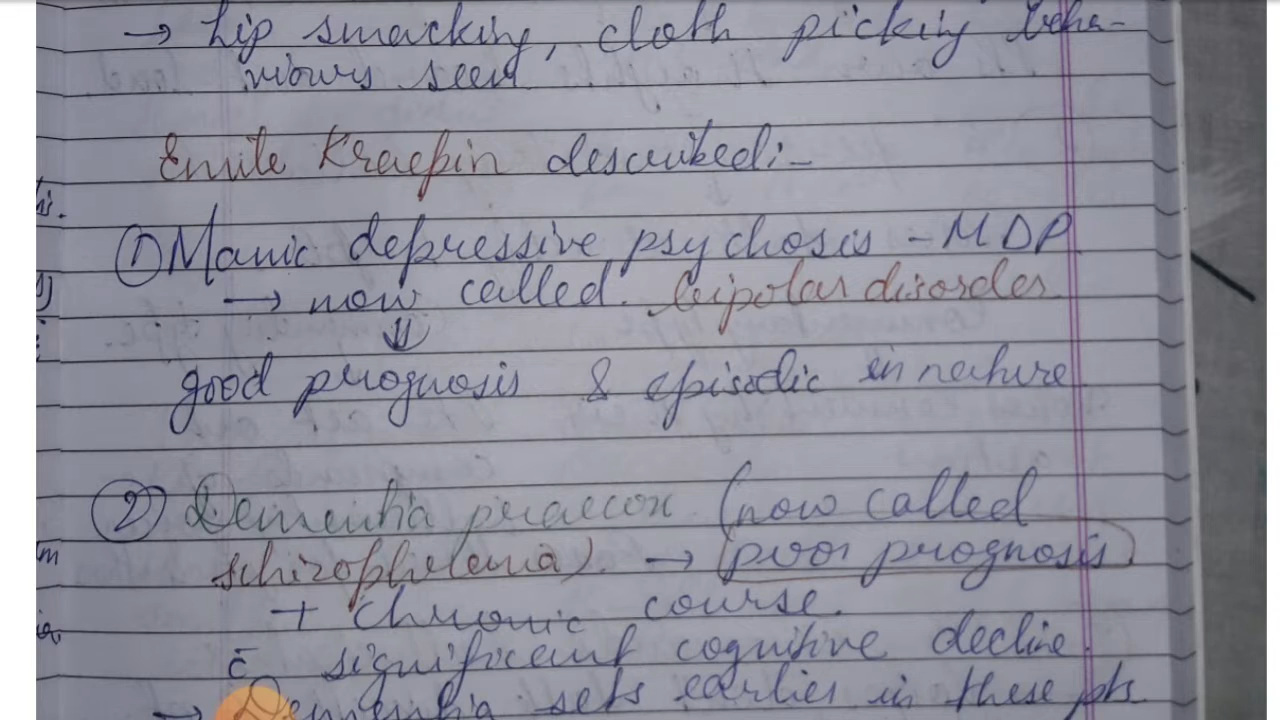 → Lip smacking, cloth picking beha-
viours seen
Emile Kraepin described:-
① Manic depressive psychosis - MDP
→ now called. bipolar disorder
⇓
good prognosis & episodic in nature
② Dementia praecox (now called
schizophrenia). → (poor prognosis)
+ chronic course.
c̄ significant cognitive decline.
→ Dementia sets earlier in these pts